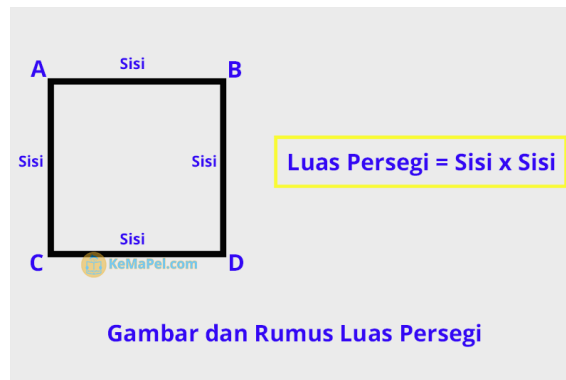 Sisi
A B
Sisi Sisi
Luas Persegi = Sisi x Sisi
Sisi
C D
KeMaPel.com
Gambar dan Rumus Luas Persegi